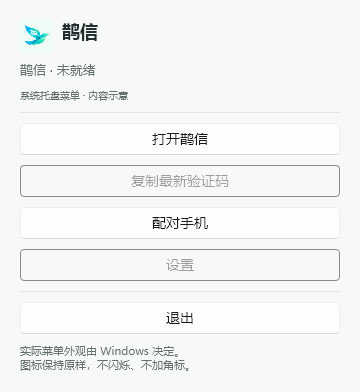 鹊信
鹊信 · 未就绪
系统托盘菜单 · 内容示意
打开鹊信
复制最新验证码
配对手机
设置
退出
实际菜单外观由 Windows 决定。
图标保持原样，不闪烁、不加角标。